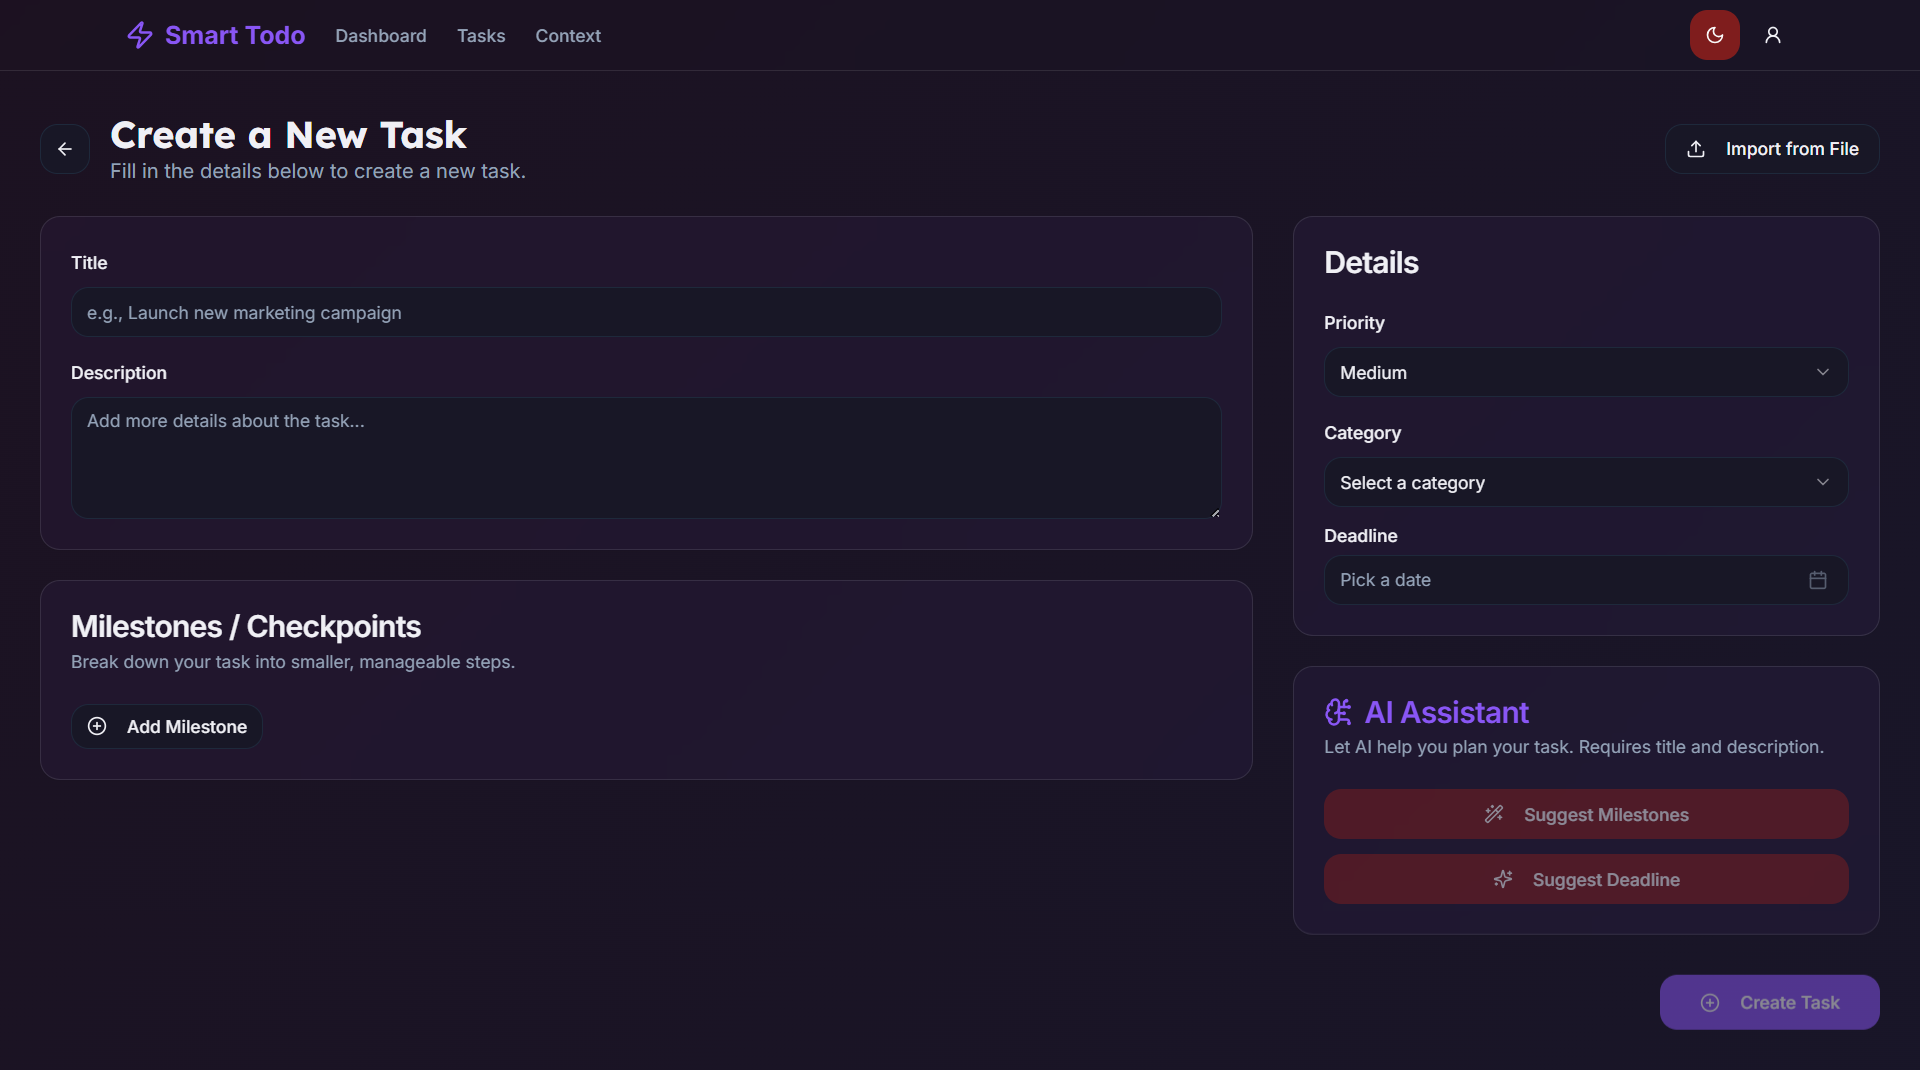 Smart Todo
Dashboard
Tasks
Context
Create a New Task
Fill in the details below to create a new task.
Import from File
Title
e.g., Launch new marketing campaign
Description
Add more details about the task...
Milestones / Checkpoints
Break down your task into smaller, manageable steps.
Add Milestone
Details
Priority
Medium
Category
Select a category
Deadline
Pick a date
AI Assistant
Let AI help you plan your task. Requires title and description.
Suggest Milestones
Suggest Deadline
Create Task